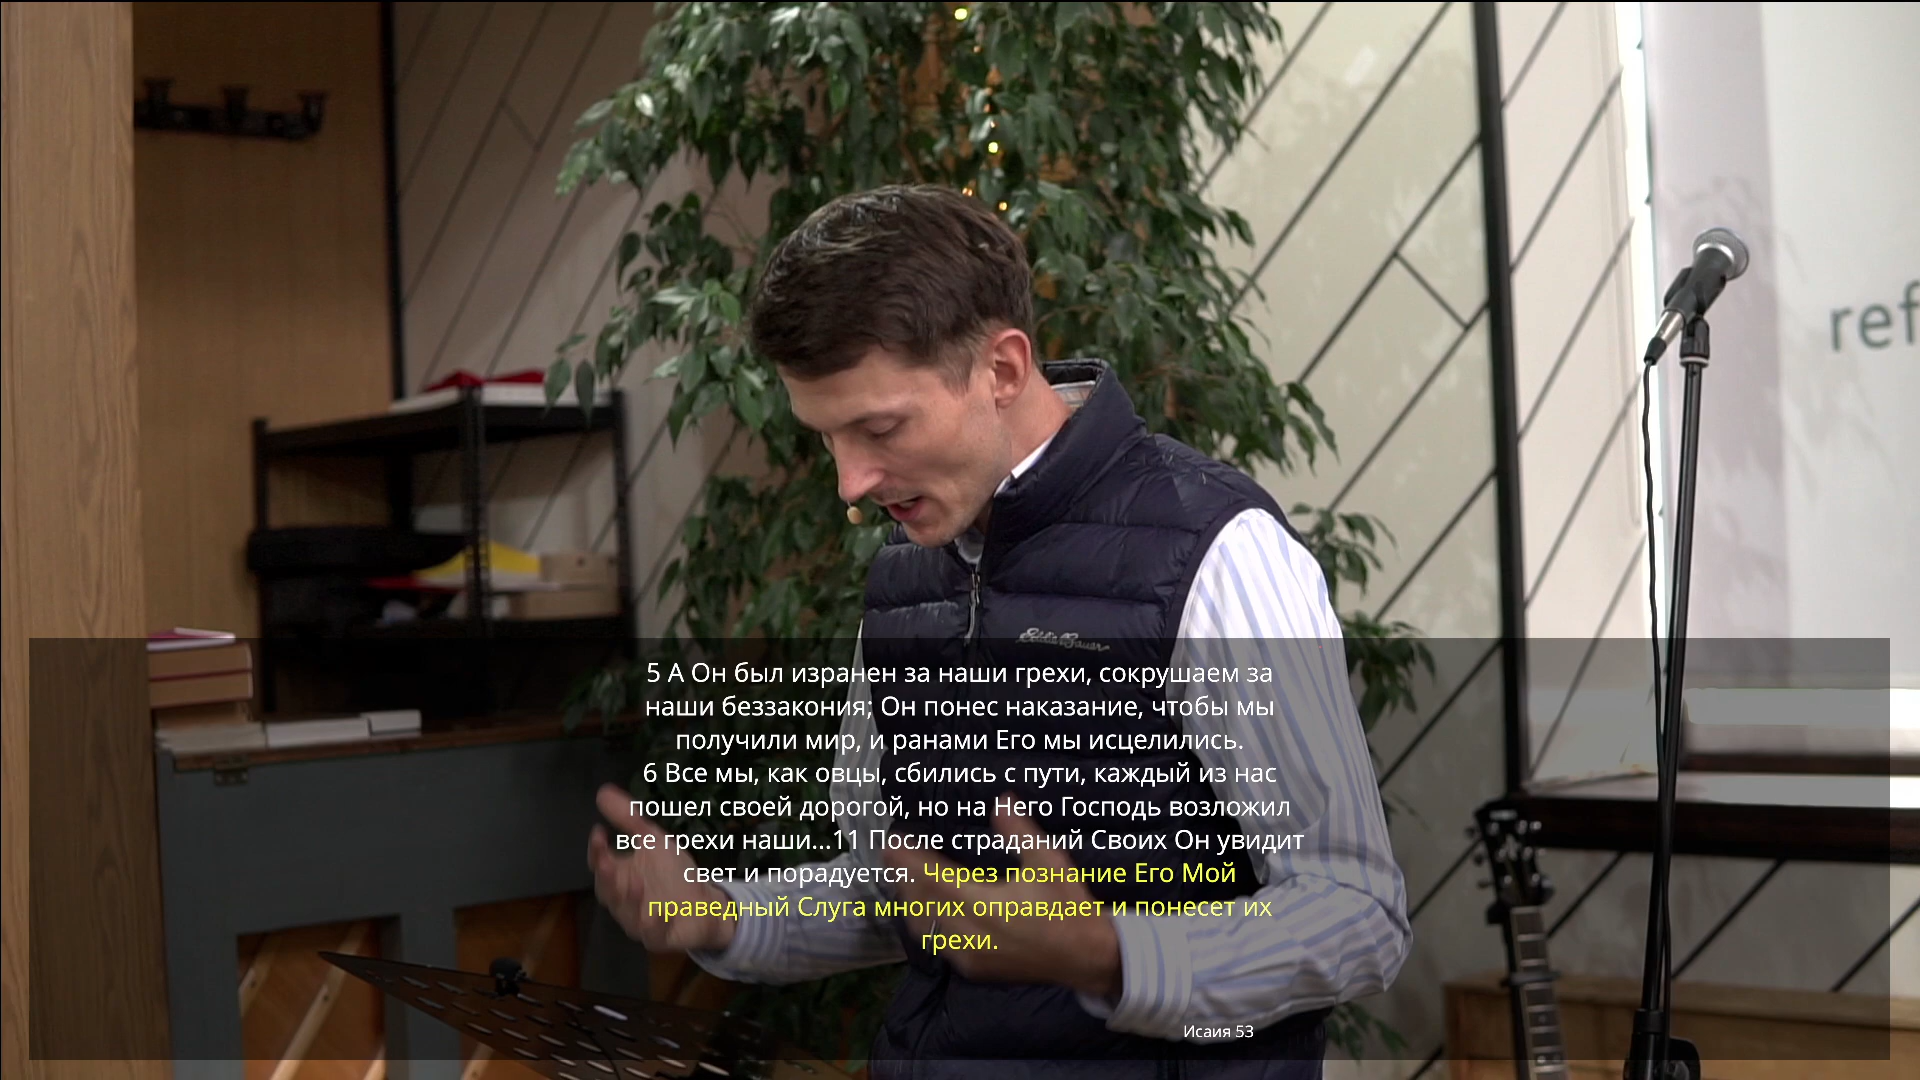 ref
Eddie Bauer
5 А Он был изранен за наши грехи, сокрушаем за
наши беззакония; Он понес наказание, чтобы мы
получили мир, и ранами Его мы исцелились.
6 Все мы, как овцы, сбились с пути, каждый из нас
пошел своей дорогой, но на Него Господь возложил
все грехи наши...11 После страданий Своих Он увидит
свет и порадуется. Через познание Его Мой
праведный Слуга многих оправдает и понесет их
грехи.
Исаия 53